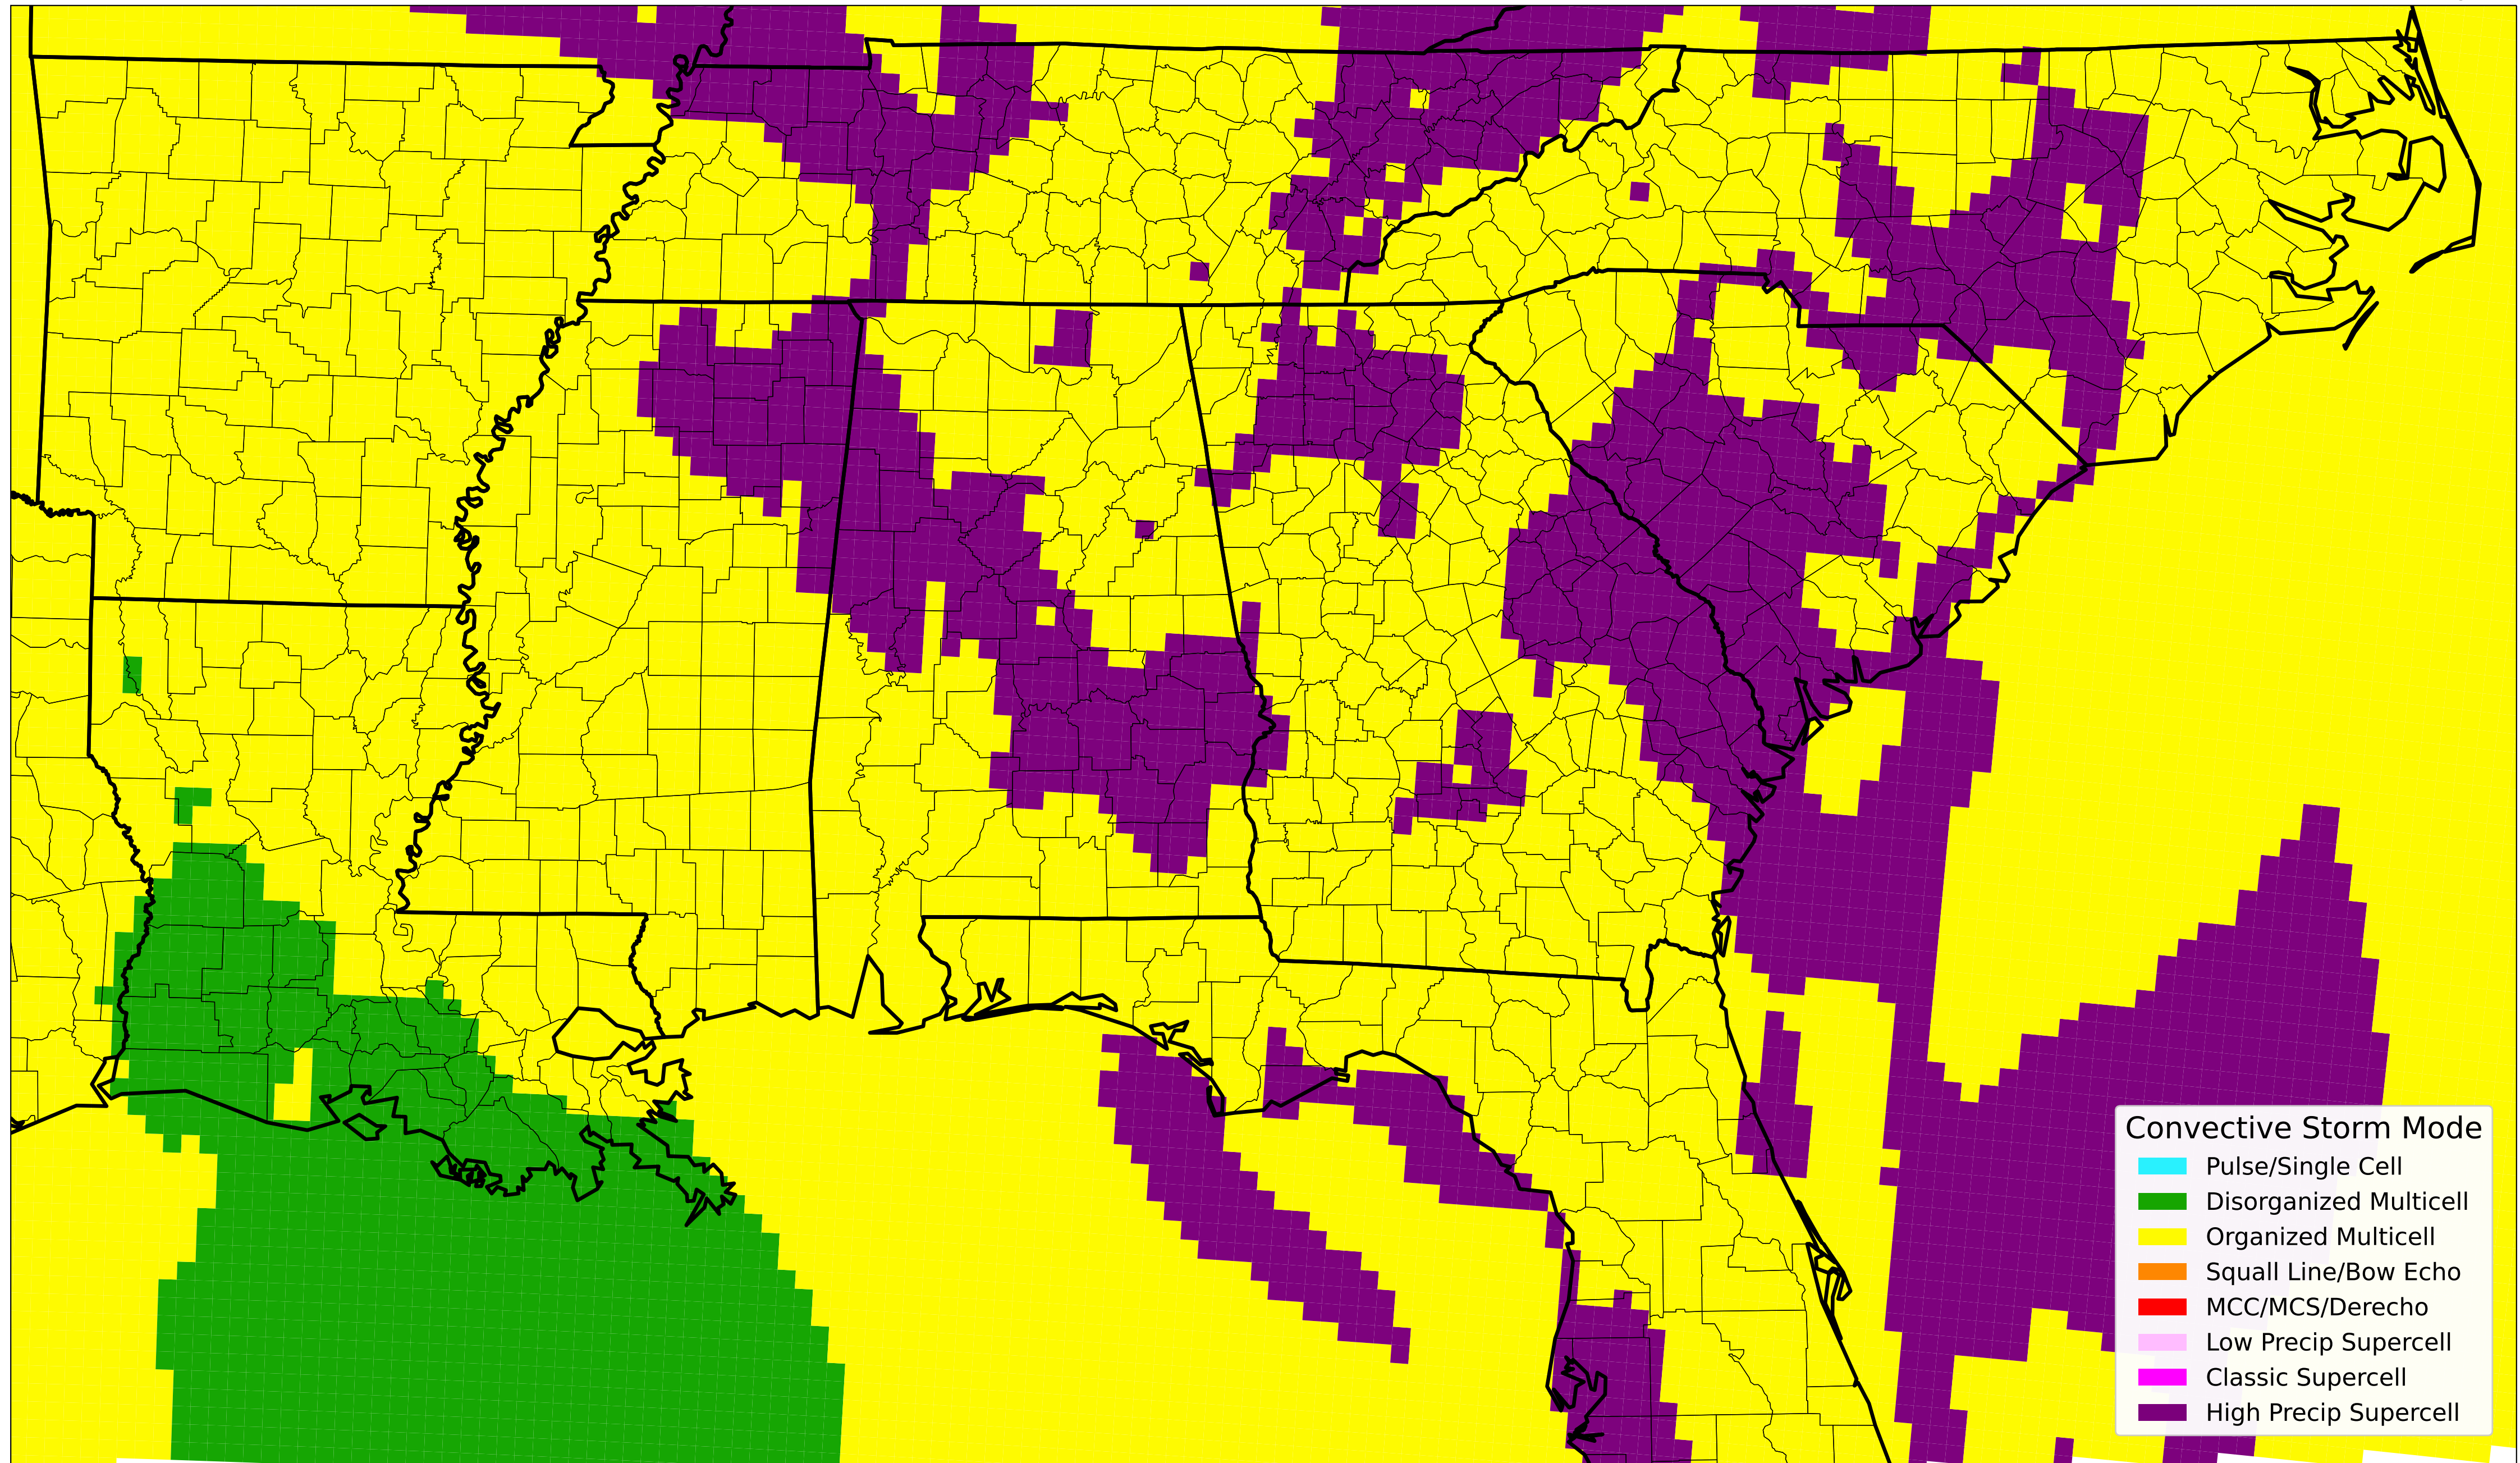 Convective Storm Mode
Pulse/Single Cell
Disorganized Multicell
Organized Multicell
Squall Line/Bow Echo
MCC/MCS/Derecho
Low Precip Supercell
Classic Supercell
High Precip Supercell